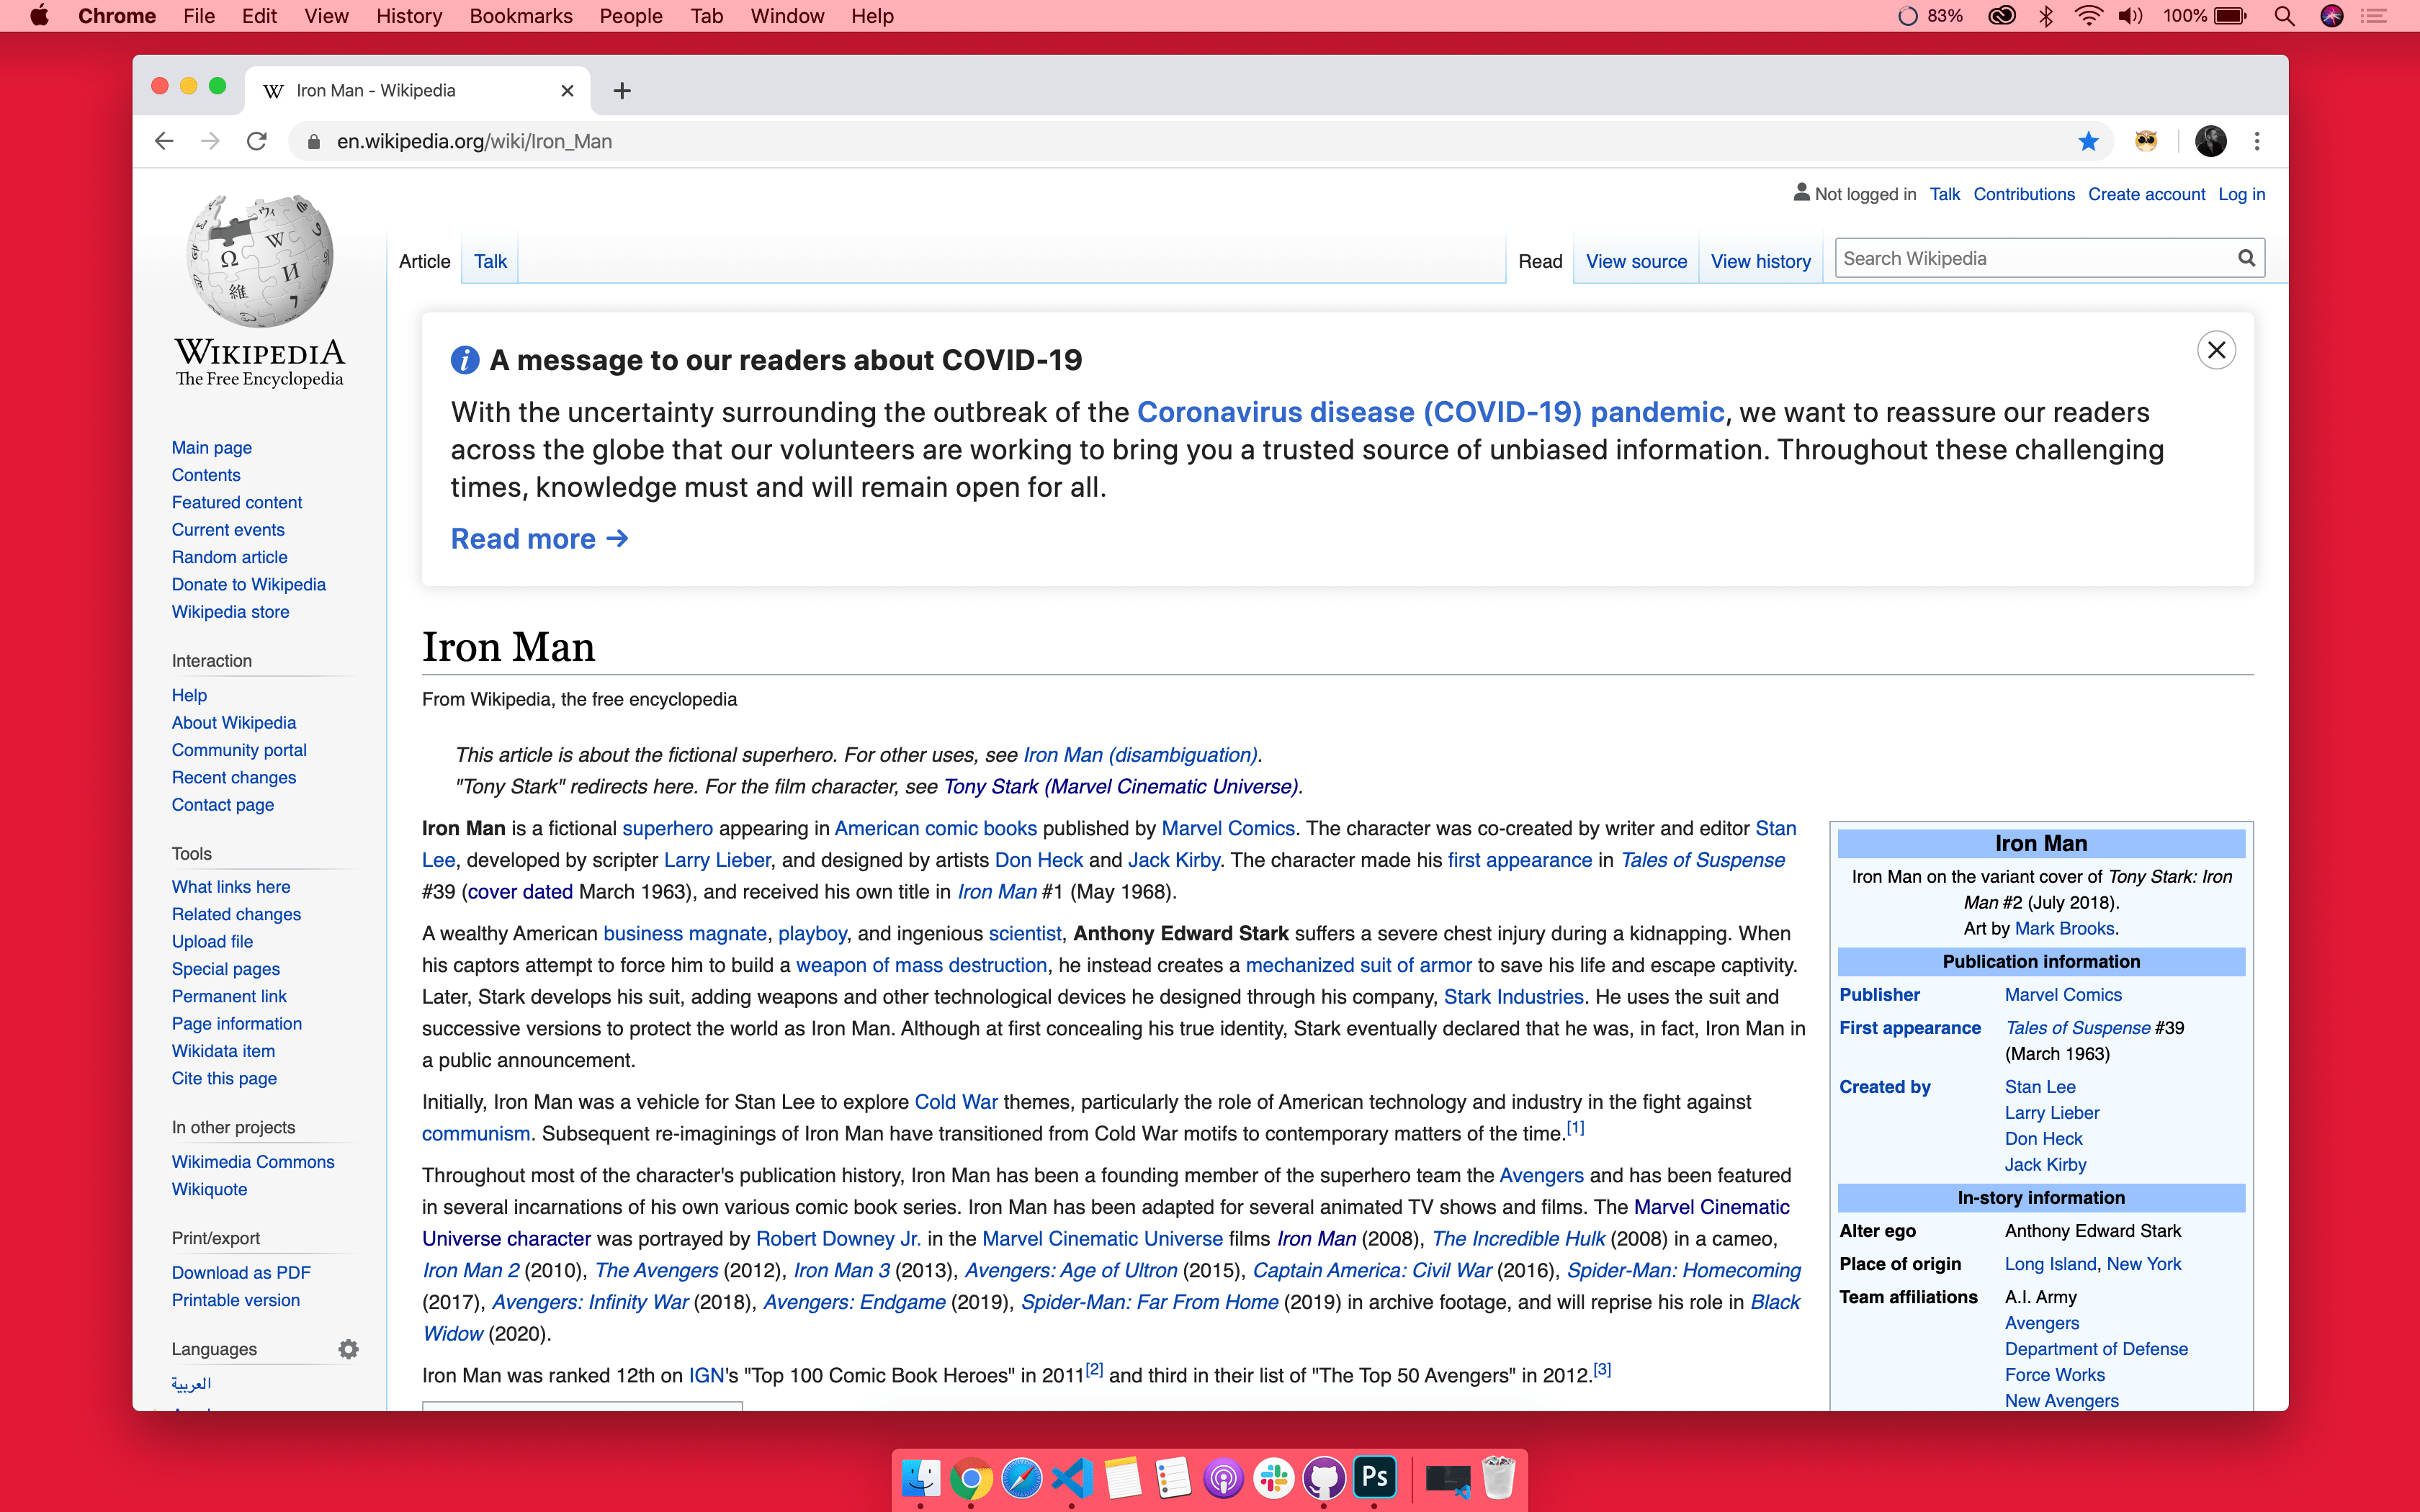 Chrome File Edit View History Bookmarks People Tab Window Help
83% 100%
W Iron Man - Wikipedia
en.wikipedia.org/wiki/Iron_Man
Not logged in Talk Contributions Create account Log in
Article Talk
Read View source View history Search Wikipedia
WIKIPEDIA
The Free Encyclopedia
Main page
Contents
Featured content
Current events
Random article
Donate to Wikipedia
Wikipedia store
Interaction
Help
About Wikipedia
Community portal
Recent changes
Contact page
Tools
What links here
Related changes
Upload file
Special pages
Permanent link
Page information
Wikidata item
Cite this page
In other projects
Wikimedia Commons
Wikiquote
Print/export
Download as PDF
Printable version
Languages
العربية
A message to our readers about COVID-19
With the uncertainty surrounding the outbreak of the Coronavirus disease (COVID-19) pandemic, we want to reassure our readers
across the globe that our volunteers are working to bring you a trusted source of unbiased information. Throughout these challenging
times, knowledge must and will remain open for all.
Read more →
Iron Man
From Wikipedia, the free encyclopedia
This article is about the fictional superhero. For other uses, see Iron Man (disambiguation).
"Tony Stark" redirects here. For the film character, see Tony Stark (Marvel Cinematic Universe).
Iron Man is a fictional superhero appearing in American comic books published by Marvel Comics. The character was co-created by writer and editor Stan
Lee, developed by scripter Larry Lieber, and designed by artists Don Heck and Jack Kirby. The character made his first appearance in Tales of Suspense
#39 (cover dated March 1963), and received his own title in Iron Man #1 (May 1968).
A wealthy American business magnate, playboy, and ingenious scientist, Anthony Edward Stark suffers a severe chest injury during a kidnapping. When
his captors attempt to force him to build a weapon of mass destruction, he instead creates a mechanized suit of armor to save his life and escape captivity.
Later, Stark develops his suit, adding weapons and other technological devices he designed through his company, Stark Industries. He uses the suit and
successive versions to protect the world as Iron Man. Although at first concealing his true identity, Stark eventually declared that he was, in fact, Iron Man in
a public announcement.
Initially, Iron Man was a vehicle for Stan Lee to explore Cold War themes, particularly the role of American technology and industry in the fight against
communism. Subsequent re-imaginings of Iron Man have transitioned from Cold War motifs to contemporary matters of the time.[1]
Throughout most of the character's publication history, Iron Man has been a founding member of the superhero team the Avengers and has been featured
in several incarnations of his own various comic book series. Iron Man has been adapted for several animated TV shows and films. The Marvel Cinematic
Universe character was portrayed by Robert Downey Jr. in the Marvel Cinematic Universe films Iron Man (2008), The Incredible Hulk (2008) in a cameo,
Iron Man 2 (2010), The Avengers (2012), Iron Man 3 (2013), Avengers: Age of Ultron (2015), Captain America: Civil War (2016), Spider-Man: Homecoming
(2017), Avengers: Infinity War (2018), Avengers: Endgame (2019), Spider-Man: Far From Home (2019) in archive footage, and will reprise his role in Black
Widow (2020).
Iron Man was ranked 12th on IGN's "Top 100 Comic Book Heroes" in 2011[2] and third in their list of "The Top 50 Avengers" in 2012.[3]
Iron Man
Iron Man on the variant cover of Tony Stark: Iron
Man #2 (July 2018).
Art by Mark Brooks.
Publication information
Publisher Marvel Comics
First appearance Tales of Suspense #39
(March 1963)
Created by Stan Lee
Larry Lieber
Don Heck
Jack Kirby
In-story information
Alter ego Anthony Edward Stark
Place of origin Long Island, New York
Team affiliations A.I. Army
Avengers
Department of Defense
Force Works
New Avengers
Ps